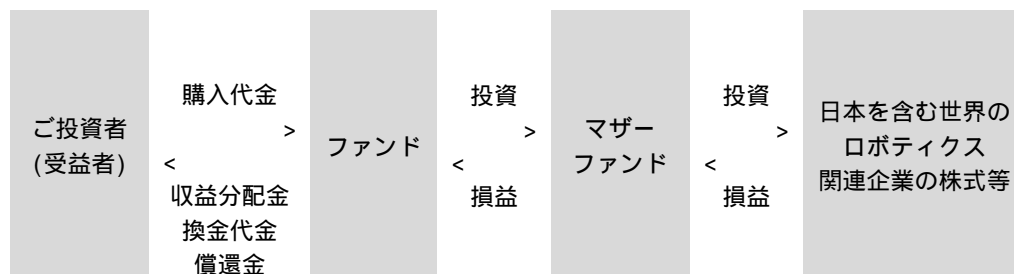 ご投資者
(受益者)
購入代金
>
<
収益分配金
換金代金
償還金
ファンド
投資
>
<
損益
マザー
ファンド
投資
>
<
損益
日本を含む世界の
ロボティクス
関連企業の株式等